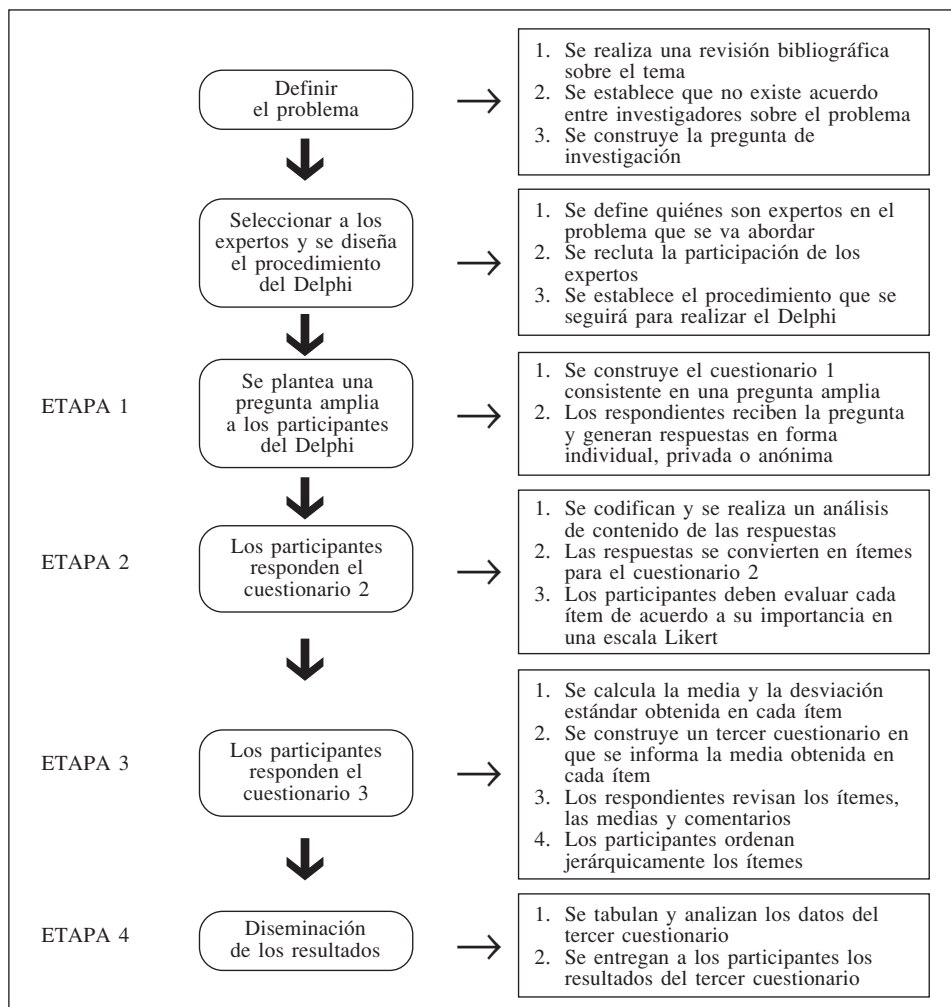 Definir
el problema
1. Se realiza una revisión bibliográfica
sobre el tema
2. Se establece que no existe acuerdo
entre investigadores sobre el problema
3. Se construye la pregunta de
investigación
Seleccionar a los
expertos y se diseña
el procedimiento
del Delphi
1. Se define quiénes son expertos en el
problema que se va abordar
2. Se recluta la participación de los
expertos
3. Se establece el procedimiento que se
seguirá para realizar el Delphi
ETAPA 1
Se plantea una
pregunta amplia
a los participantes
del Delphi
1. Se construye el cuestionario 1
consistente en una pregunta amplia
2. Los respondientes reciben la pregunta
y generan respuestas en forma
individual, privada o anónima
ETAPA 2
Los participantes
responden el
cuestionario 2
1. Se codifican y se realiza un análisis
de contenido de las respuestas
2. Las respuestas se convierten en ítemes
para el cuestionario 2
3. Los participantes deben evaluar cada
ítem de acuerdo a su importancia en
una escala Likert
ETAPA 3
Los participantes
responden el
cuestionario 3
1. Se calcula la media y la desviación
estándar obtenida en cada ítem
2. Se construye un tercer cuestionario en
que se informa la media obtenida en
cada ítem
3. Los respondientes revisan los ítemes,
las medias y comentarios
4. Los participantes ordenan
jerárquicamente los ítemes
ETAPA 4
Diseminación
de los resultados
1. Se tabulan y analizan los datos del
tercer cuestionario
2. Se entregan a los participantes los
resultados del tercer cuestionario